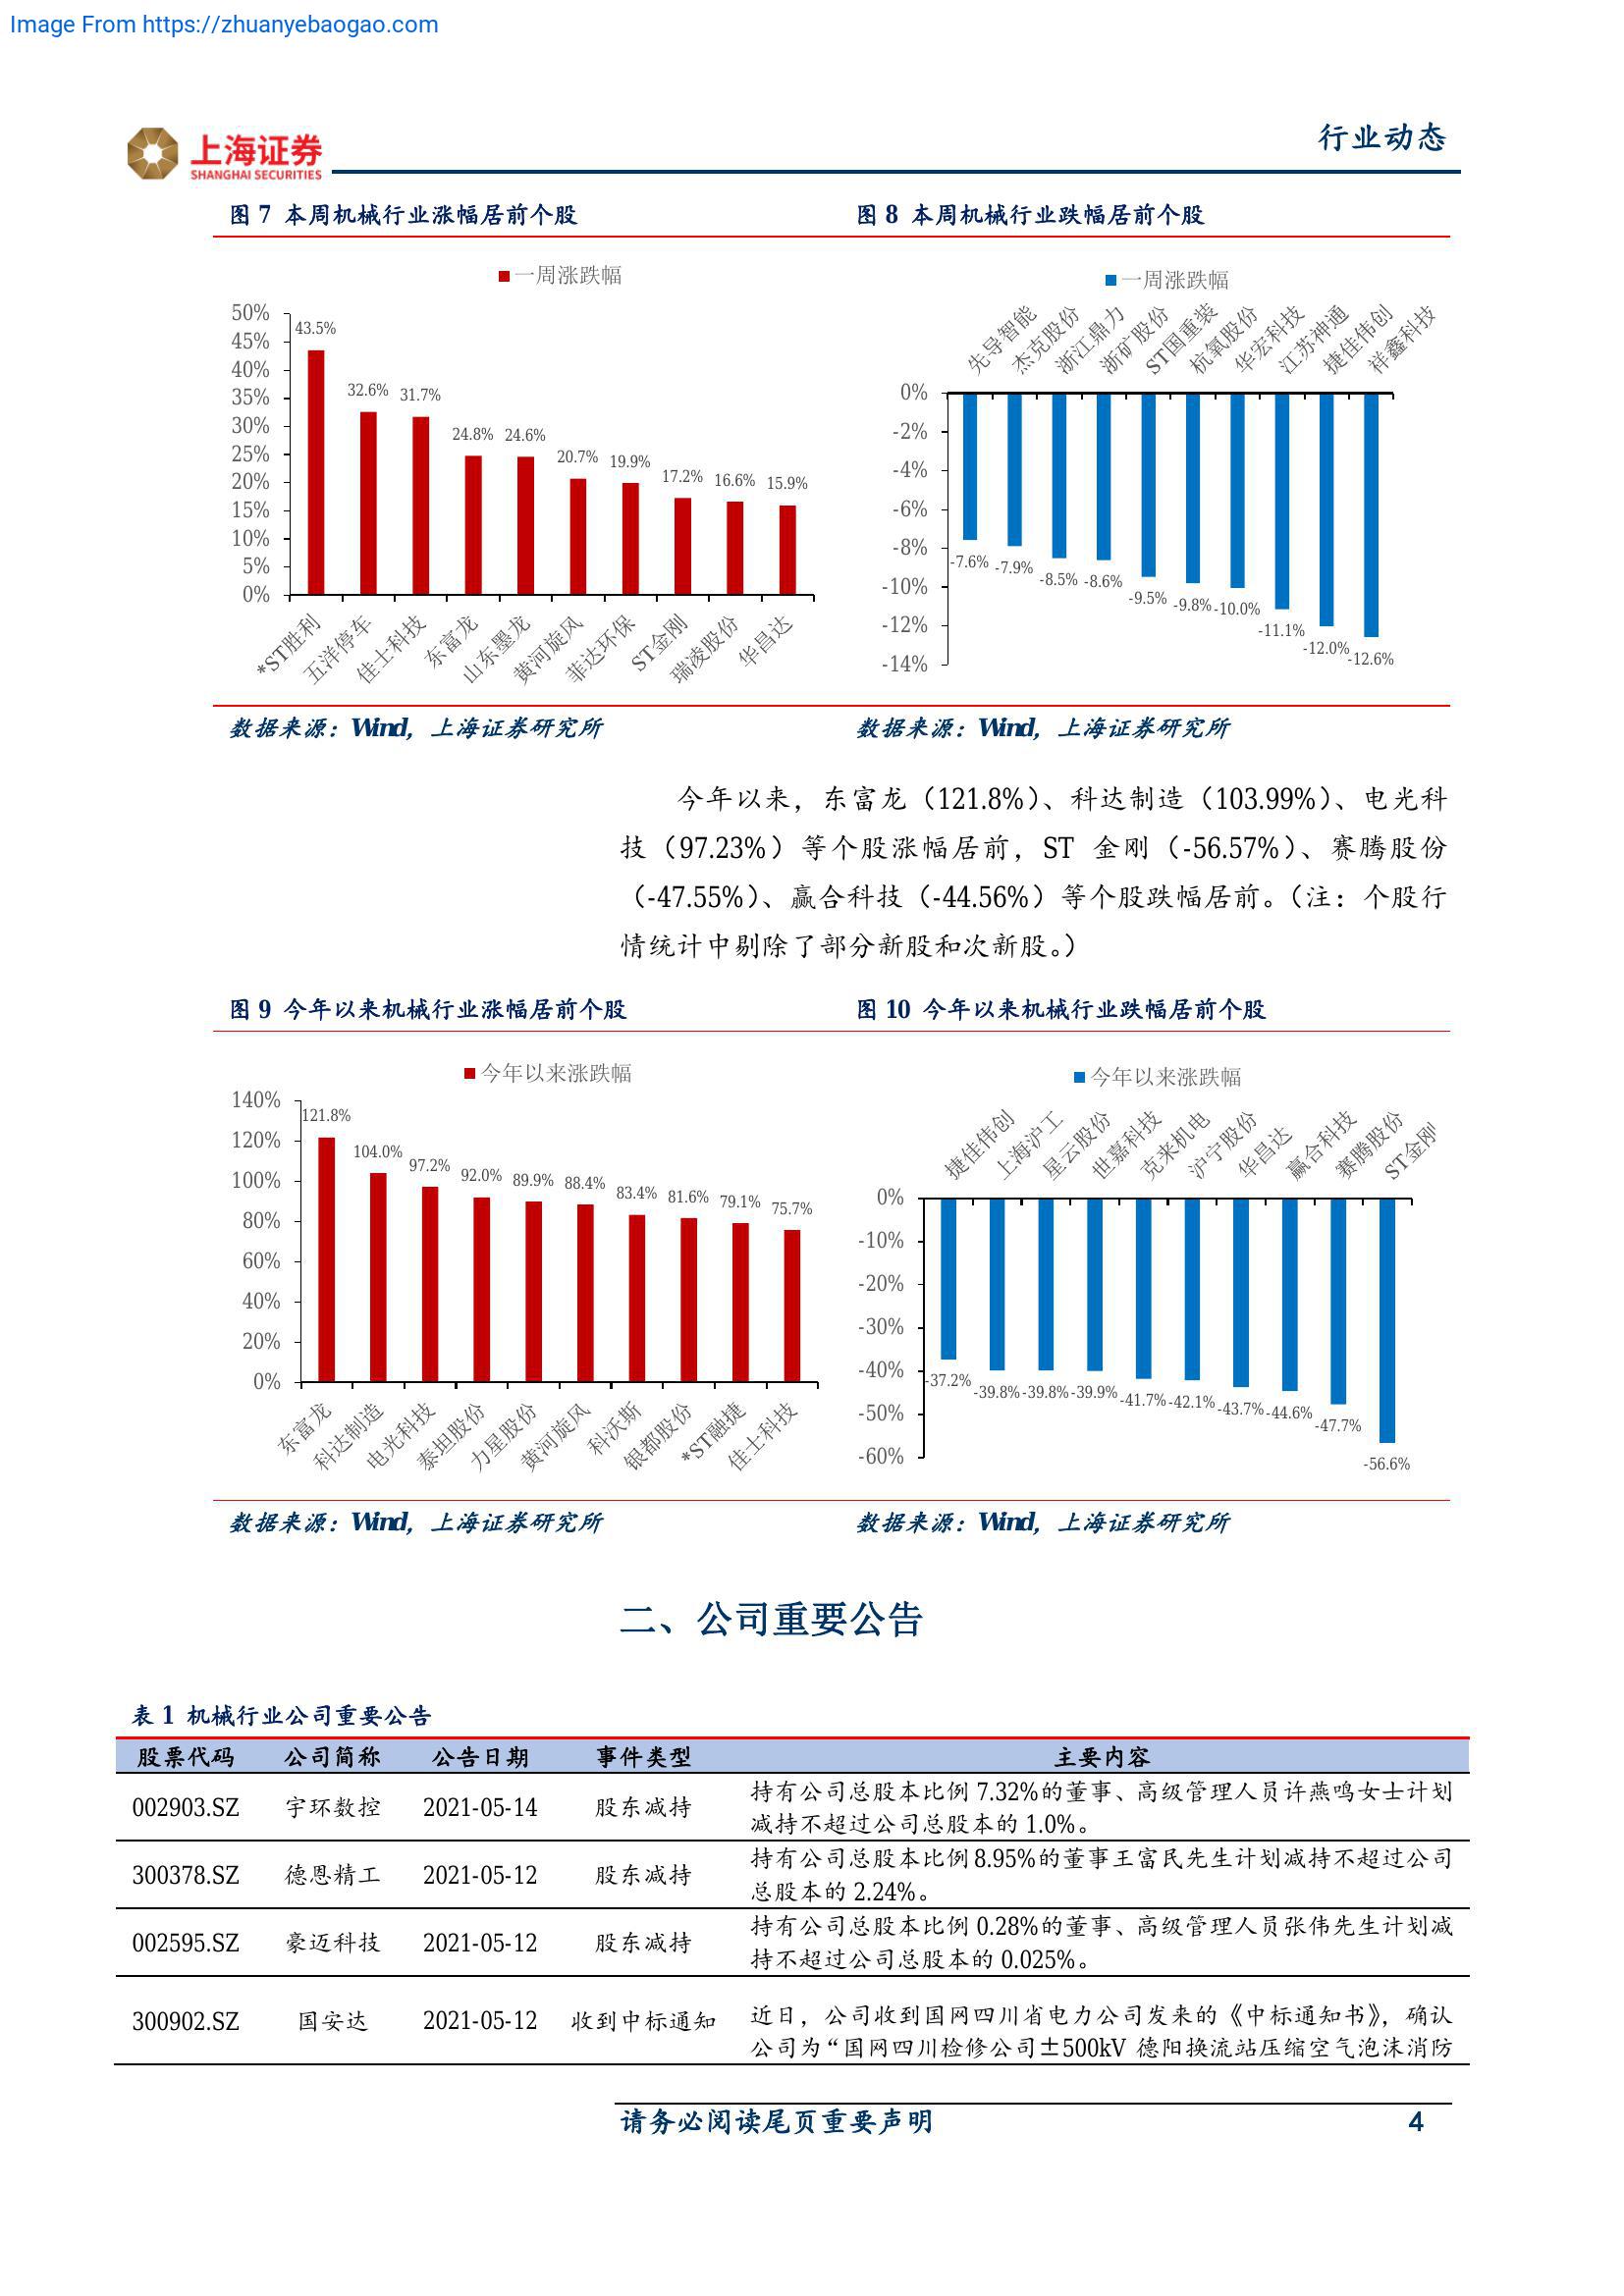 Image From https://zhuanyebaogao.com
上海证券
SHANGHAI SECURITIES
行业动态
图 7 本周机械行业涨幅居前个股
图 8 本周机械行业跌幅居前个股
一周涨跌幅
50%
45%
40%
35%
30%
25%
20%
15%
10%
5%
0%
43.5%
32.6%
31.7%
24.8%
24.6%
20.7%
19.9%
17.2%
16.6%
15.9%
*ST胜利
五洋停车
佳士科技
东富龙
山东墨龙
黄河旋风
菲达环保
ST金刚
瑞凌股份
华昌达
一周涨跌幅
先导智能
杰克股份
浙江鼎力
浙矿股份
ST国重装
杭氧股份
华宏科技
江苏神通
捷佳伟创
祥鑫科技
0%
-2%
-4%
-6%
-8%
-10%
-12%
-14%
-7.6%
-7.9%
-8.5%
-8.6%
-9.5%
-9.8%
-10.0%
-11.1%
-12.0%
-12.6%
数据来源：Wind，上海证券研究所
数据来源：Wind，上海证券研究所
今年以来，东富龙（121.8%）、科达制造（103.99%）、电光科
技（97.23%）等个股涨幅居前，ST 金刚（-56.57%）、赛腾股份
（-47.55%）、赢合科技（-44.56%）等个股跌幅居前。（注：个股行
情统计中剔除了部分新股和次新股。）
图 9 今年以来机械行业涨幅居前个股
图 10 今年以来机械行业跌幅居前个股
今年以来涨跌幅
140%
120%
100%
80%
60%
40%
20%
0%
121.8%
104.0%
97.2%
92.0%
89.9%
88.4%
83.4%
81.6%
79.1%
75.7%
东富龙
科达制造
电光科技
泰坦股份
力星股份
黄河旋风
科沃斯
银都股份
*ST融捷
佳士科技
今年以来涨跌幅
捷佳伟创
上海沪工
星云股份
世嘉科技
克来机电
沪宁股份
华昌达
赢合科技
赛腾股份
ST金刚
0%
-10%
-20%
-30%
-40%
-50%
-60%
-37.2%
-39.8%
-39.8%
-39.9%
-41.7%
-42.1%
-43.7%
-44.6%
-47.7%
-56.6%
数据来源：Wind，上海证券研究所
数据来源：Wind，上海证券研究所
二、公司重要公告
表 1 机械行业公司重要公告
股票代码 公司简称 公告日期 事件类型 主要内容
002903.SZ 宇环数控 2021-05-14 股东减持 持有公司总股本比例 7.32%的董事、高级管理人员许燕鸣女士计划
减持不超过公司总股本的 1.0%。
300378.SZ 德恩精工 2021-05-12 股东减持 持有公司总股本比例 8.95%的董事王富民先生计划减持不超过公司
总股本的 2.24%。
002595.SZ 豪迈科技 2021-05-12 股东减持 持有公司总股本比例 0.28%的董事、高级管理人员张伟先生计划减
持不超过公司总股本的 0.025%。
300902.SZ 国安达 2021-05-12 收到中标通知 近日，公司收到国网四川省电力公司发来的《中标通知书》，确认
公司为“国网四川检修公司±500kV 德阳换流站压缩空气泡沫消防
请务必阅读尾页重要声明
4